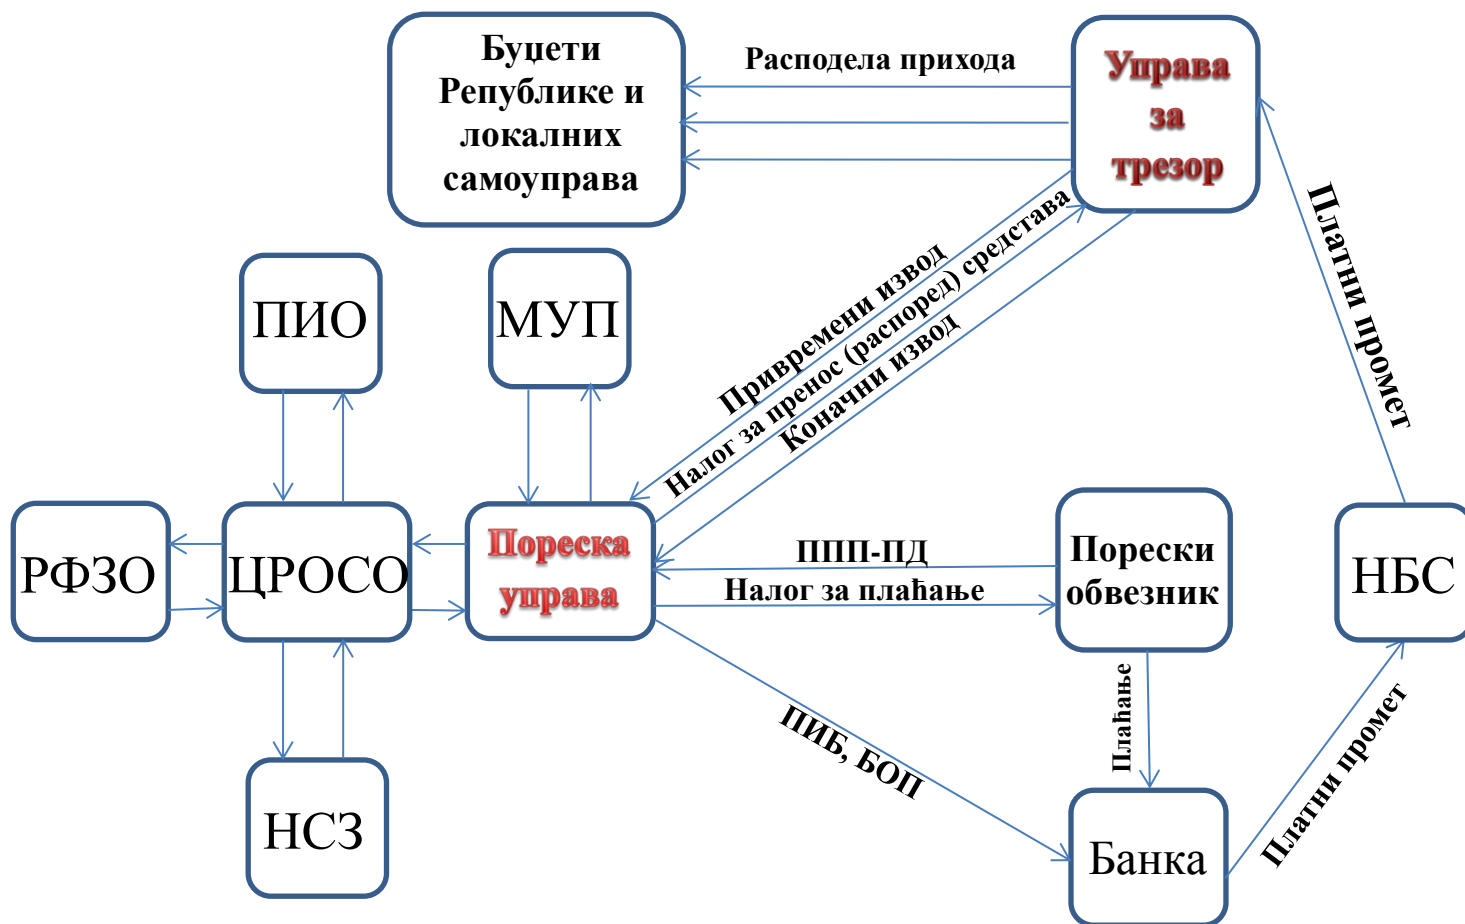 Буџети
Републике и
локалних
самоуправа
Расподела прихода
Управа
за
трезор
ПИО
МУП
Привремени извод
Налог за пренос (распоред) средстава
Коначни извод
Платни промет
РФЗО
ЦРОСО
Пореска
управа
ППП-ПД
Налог за плаћање
Порески
обвезник
НБС
Плаћање
ПИБ, БОП
Платни промет
НСЗ
Банка